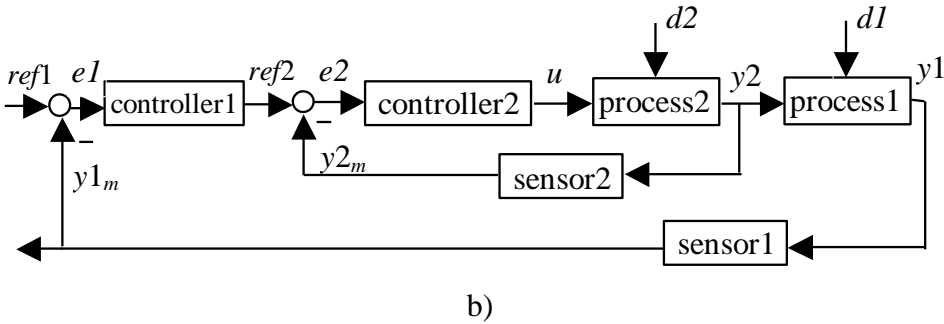 d2
d1
ref1
e1
ref2
e2
u
y2
y1
controller1
controller2
process2
process1
−
−
y1ₘ
y2ₘ
sensor2
sensor1
b)